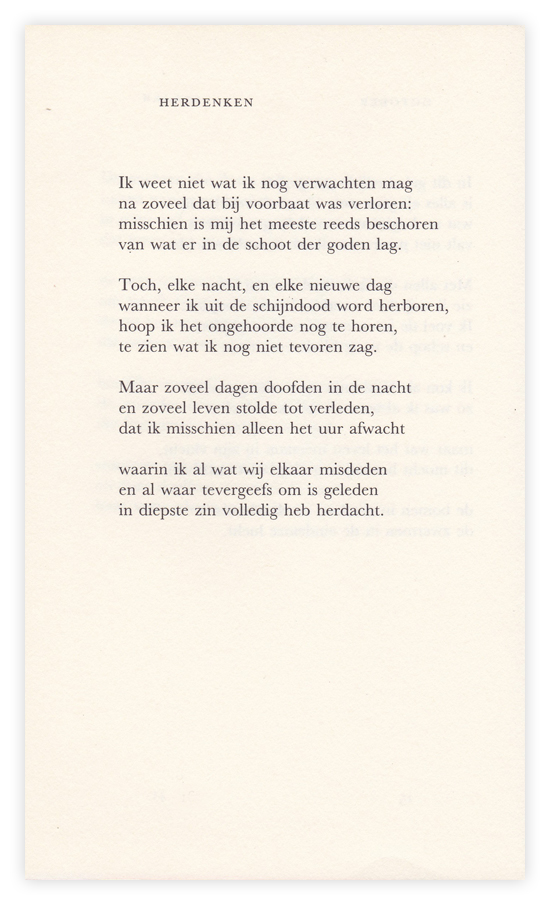 HERDENKEN
Ik weet niet wat ik nog verwachten mag
na zoveel dat bij voorbaat was verloren:
misschien is mij het meeste reeds beschoren
van wat er in de schoot der goden lag.
Toch, elke nacht, en elke nieuwe dag
wanneer ik uit de schijndood word herboren,
hoop ik het ongehoorde nog te horen,
te zien wat ik nog niet tevoren zag.
Maar zoveel dagen doofden in de nacht
en zoveel leven stolde tot verleden,
dat ik misschien alleen het uur afwacht
waarin ik al wat wij elkaar misdeden
en al waar tevergeefs om is geleden
in diepste zin volledig heb herdacht.